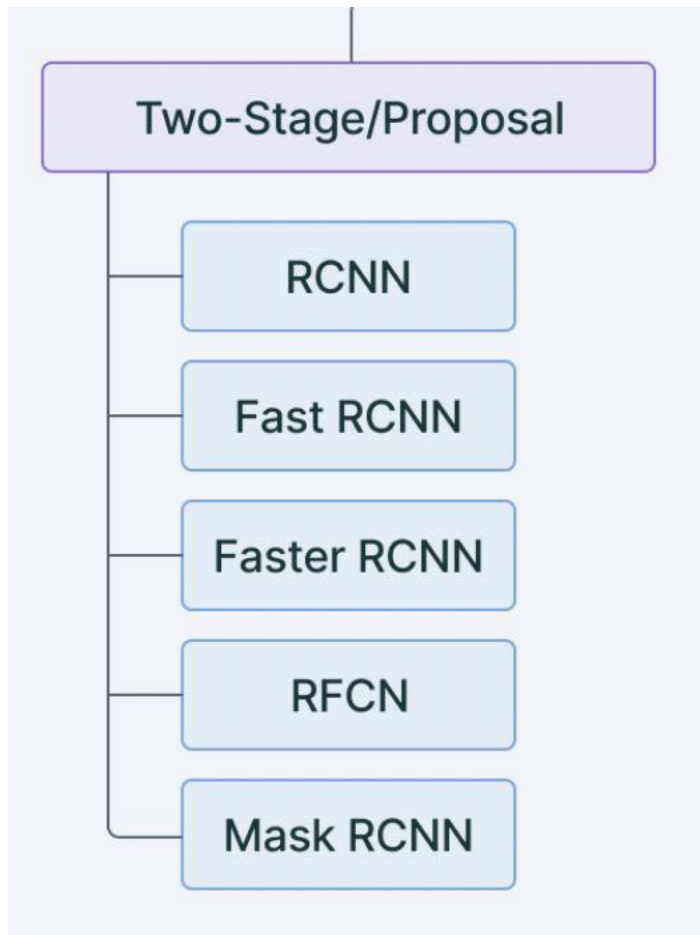 Two-Stage/Proposal
RCNN
Fast RCNN
Faster RCNN
RFCN
Mask RCNN